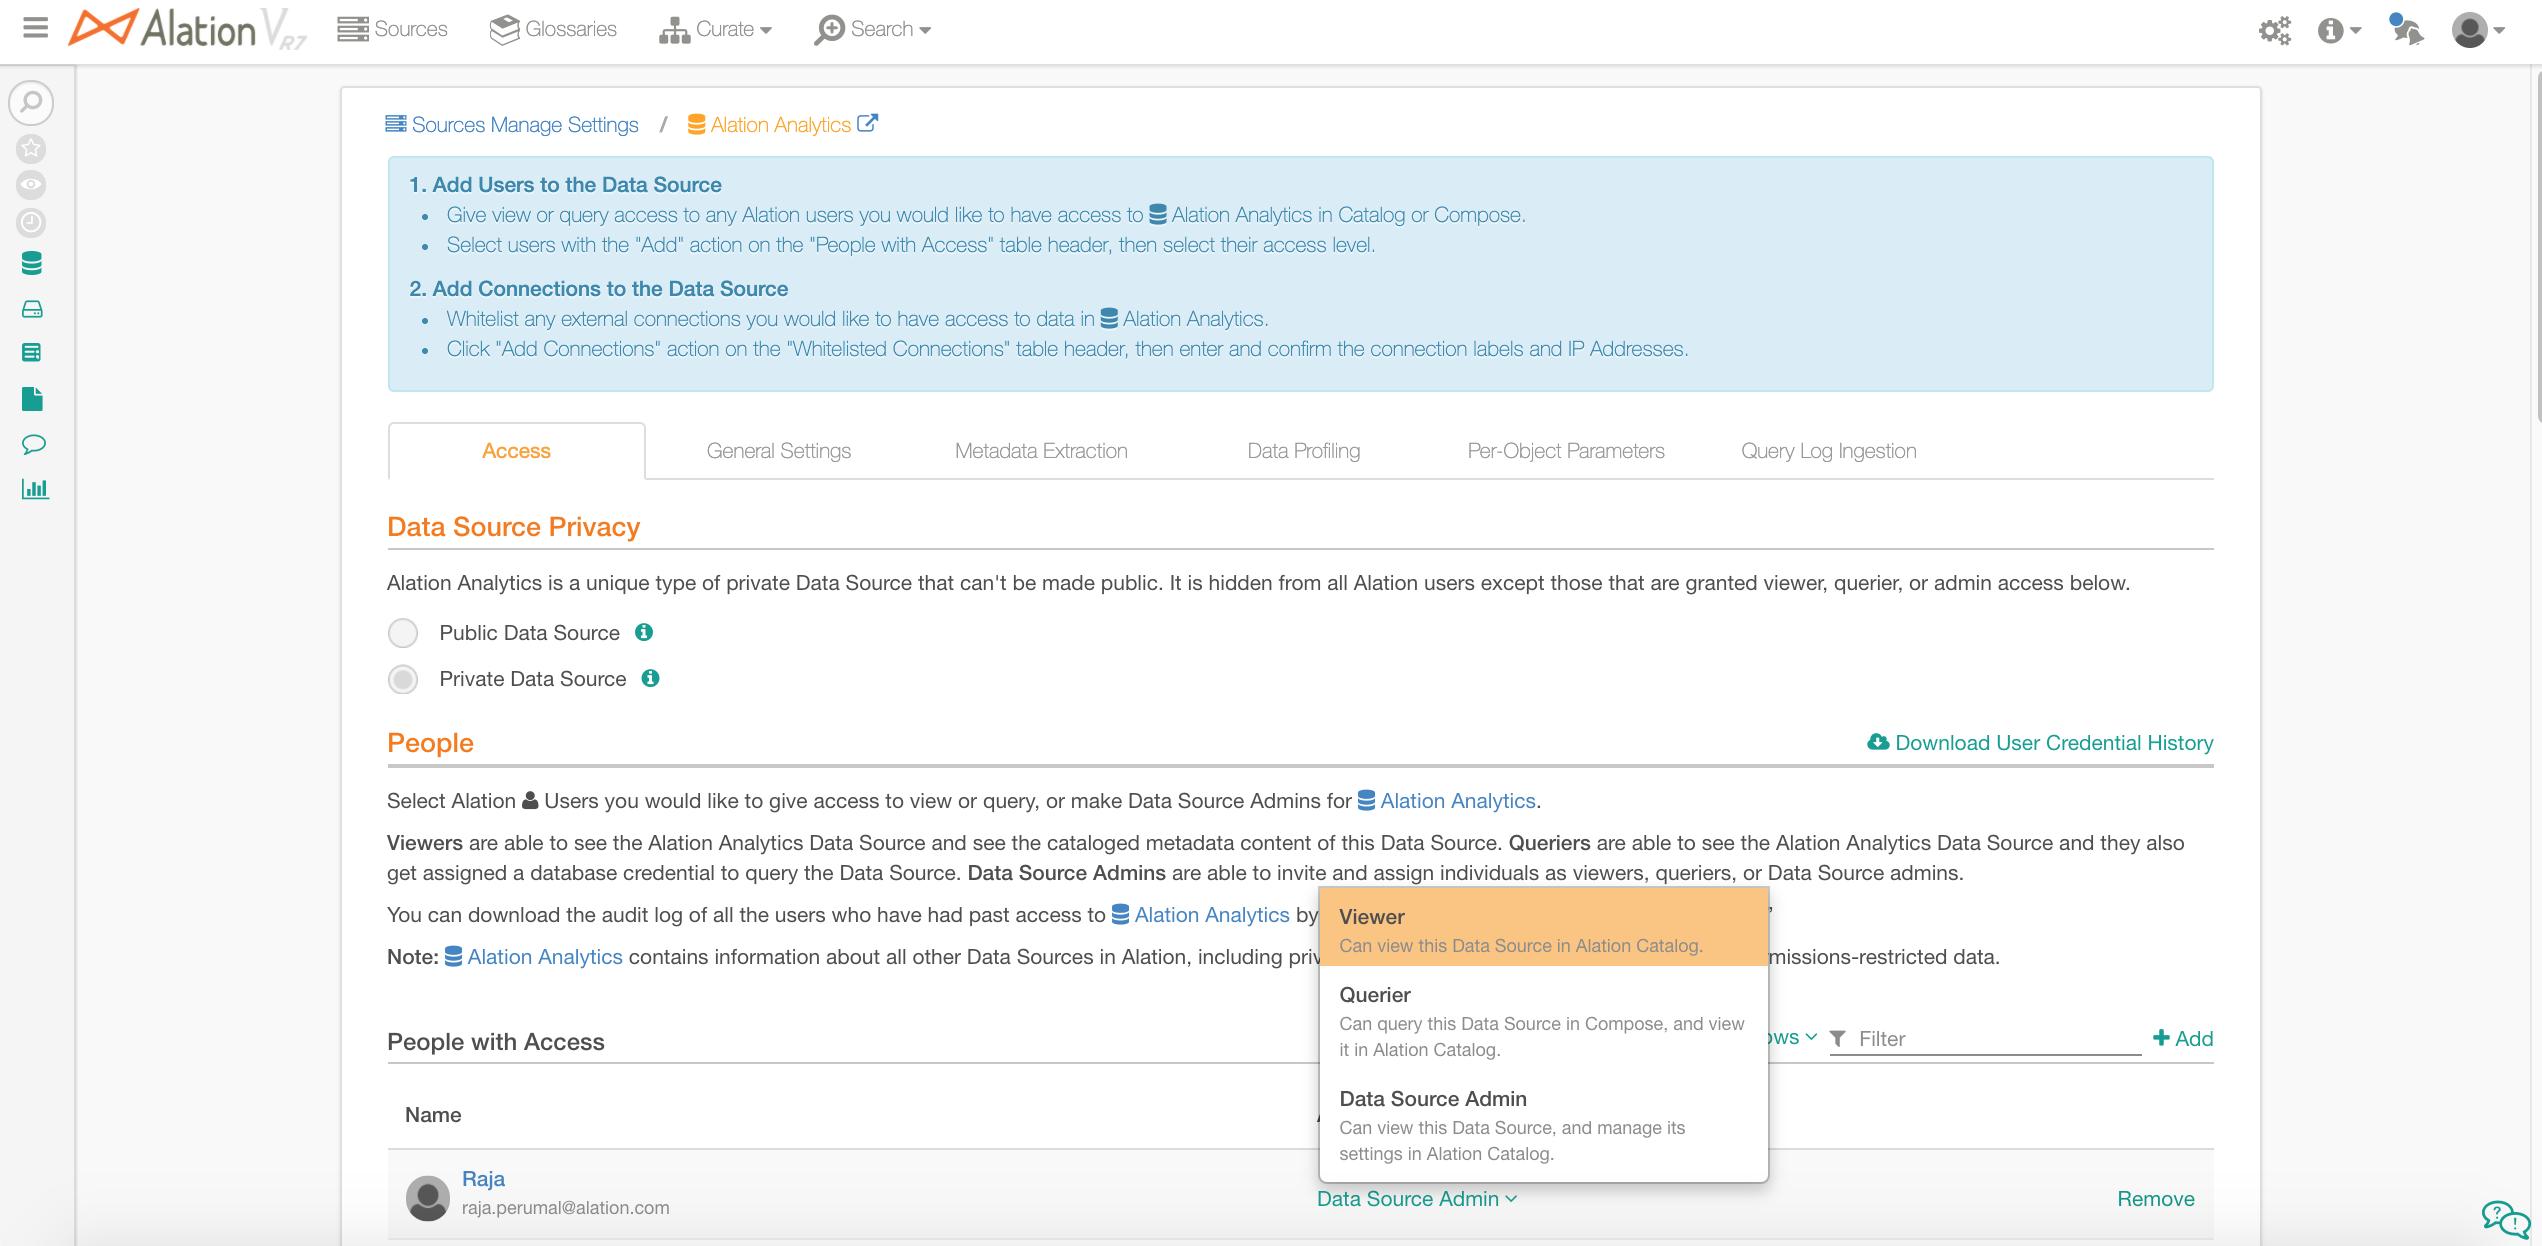 Alation V R7
Sources
Glossaries
Curate
Search
Sources Manage Settings / Alation Analytics
1. Add Users to the Data Source
• Give view or query access to any Alation users you would like to have access to Alation Analytics in Catalog or Compose.
• Select users with the "Add" action on the "People with Access" table header, then select their access level.
2. Add Connections to the Data Source
• Whitelist any external connections you would like to have access to data in Alation Analytics.
• Click "Add Connections" action on the "Whitelisted Connections" table header, then enter and confirm the connection labels and IP Addresses.
Access
General Settings
Metadata Extraction
Data Profiling
Per-Object Parameters
Query Log Ingestion
Data Source Privacy
Alation Analytics is a unique type of private Data Source that can't be made public. It is hidden from all Alation users except those that are granted viewer, querier, or admin access below.
Public Data Source
Private Data Source
People
Download User Credential History
Select Alation Users you would like to give access to view or query, or make Data Source Admins for Alation Analytics.
Viewers are able to see the Alation Analytics Data Source and see the cataloged metadata content of this Data Source. Queriers are able to see the Alation Analytics Data Source and they also
get assigned a database credential to query the Data Source. Data Source Admins are able to invite and assign individuals as viewers, queriers, or Data Source admins.
You can download the audit log of all the users who have had past access to Alation Analytics by
Note: Alation Analytics contains information about all other Data Sources in Alation, including priv missions-restricted data.
Viewer
Can view this Data Source in Alation Catalog.
Querier
Can query this Data Source in Compose, and view
it in Alation Catalog.
Data Source Admin
Can view this Data Source, and manage its
settings in Alation Catalog.
People with Access
ows
Filter
+ Add
Name
Raja
raja.perumal@alation.com
Data Source Admin
Remove